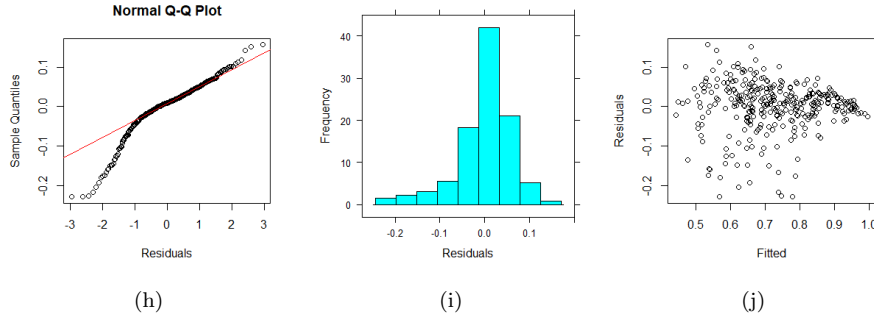 Normal Q-Q Plot
Sample Quantiles
0.1
0.0
-0.1
-0.2
-3 -2 -1 0 1 2 3
Residuals
(h)
Frequency
40
30
20
10
0
-0.2 -0.1 0.0 0.1
Residuals
(i)
Residuals
0.1
0.0
-0.1
-0.2
0.5 0.6 0.7 0.8 0.9 1.0
Fitted
(j)